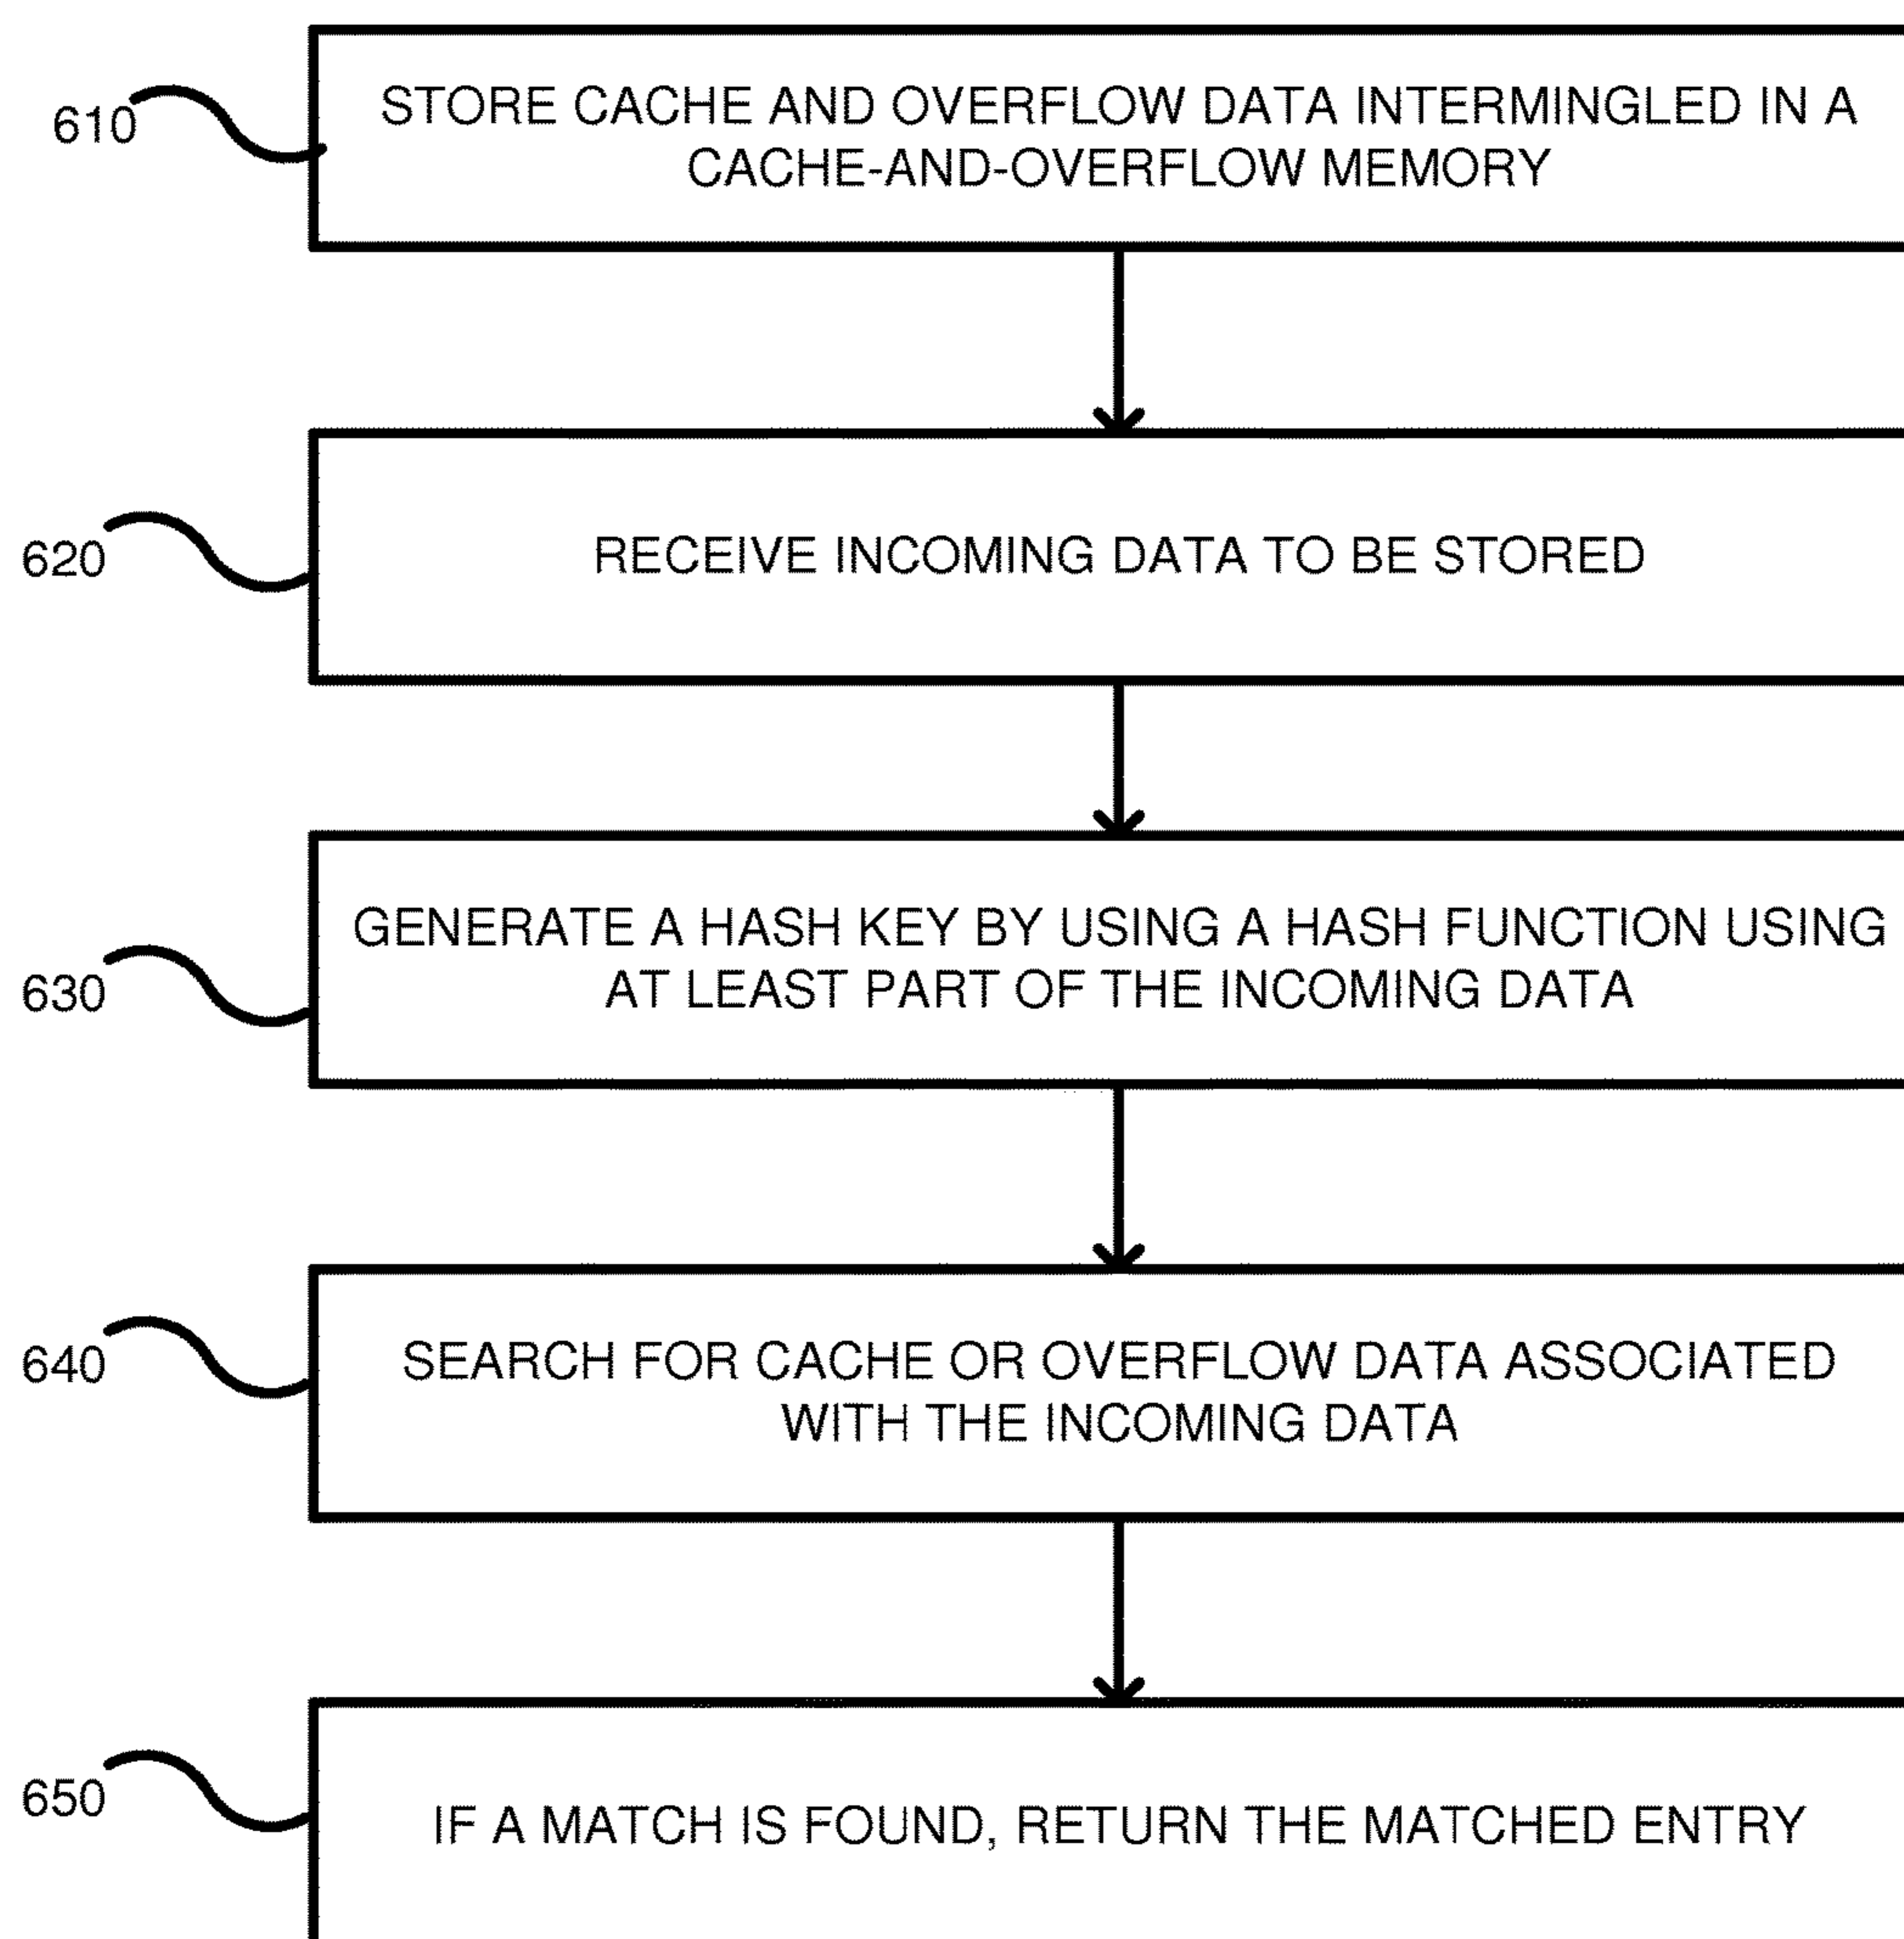 610
STORE CACHE AND OVERFLOW DATA INTERMINGLED IN A
CACHE-AND-OVERFLOW MEMORY
620
RECEIVE INCOMING DATA TO BE STORED
630
GENERATE A HASH KEY BY USING A HASH FUNCTION USING
AT LEAST PART OF THE INCOMING DATA
640
SEARCH FOR CACHE OR OVERFLOW DATA ASSOCIATED
WITH THE INCOMING DATA
650
IF A MATCH IS FOUND, RETURN THE MATCHED ENTRY